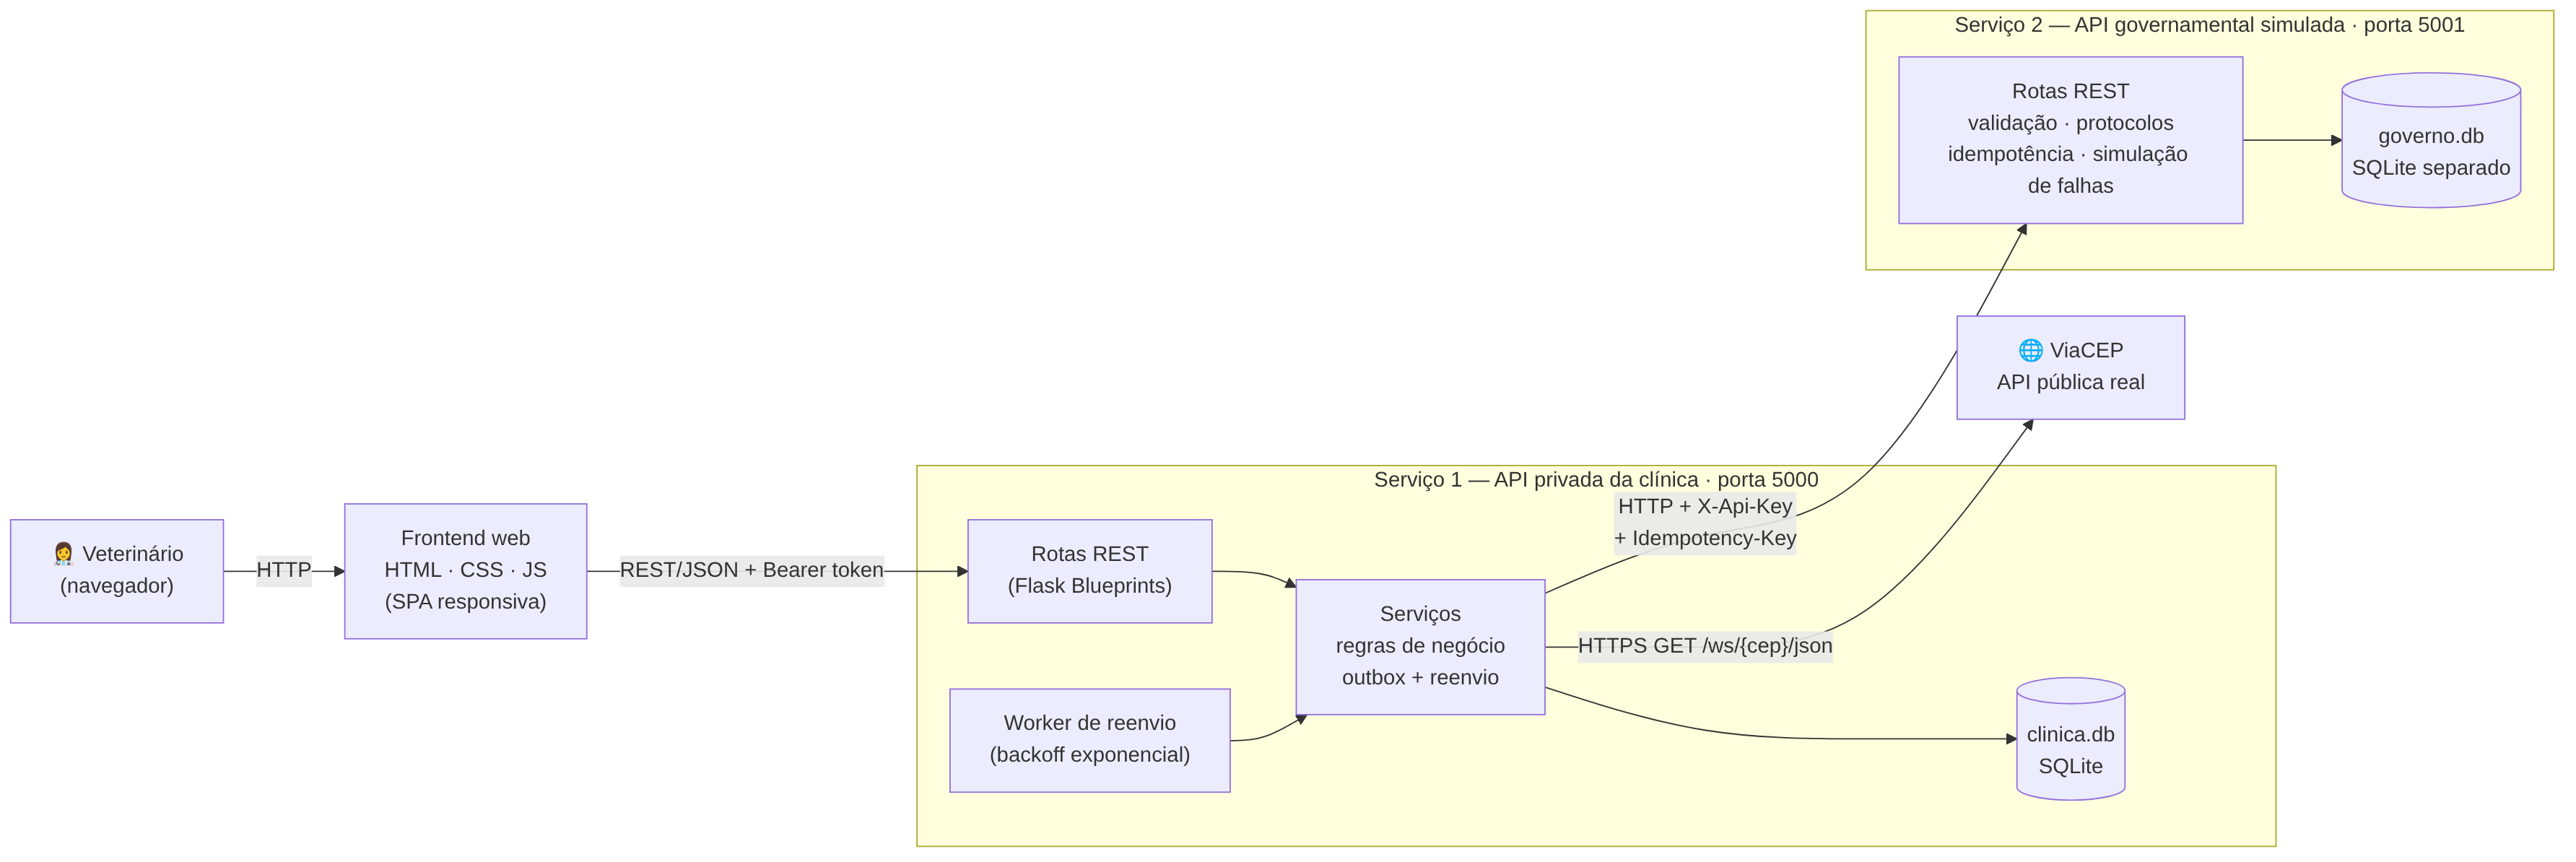 Serviço 2 — API governamental simulada · porta 5001
Rotas REST
validação · protocolos
idempotência · simulação
de falhas
governo.db
SQLite separado
🌐 ViaCEP
API pública real
Serviço 1 — API privada da clínica · porta 5000
👩‍⚕️ Veterinário
(navegador)
HTTP
Frontend web
HTML · CSS · JS
(SPA responsiva)
REST/JSON + Bearer token
Rotas REST
(Flask Blueprints)
Worker de reenvio
(backoff exponencial)
Serviços
regras de negócio
outbox + reenvio
HTTP + X-Api-Key
+ Idempotency-Key
HTTPS GET /ws/{cep}/json
clinica.db
SQLite